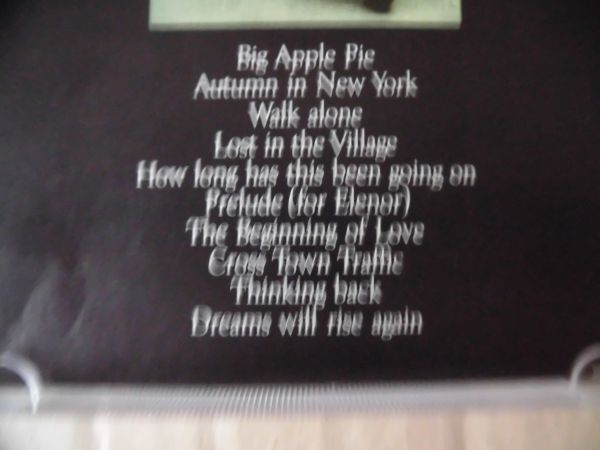 Big Apple Pie
Autumn in New York
Walk alone
Lost in the Village
How long has this been going on
Prelude (for Elenor)
The Beginning of Love
Cross Town Traffic
Thinking back
Dreams will rise again